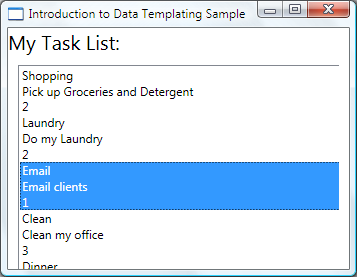 Introduction to Data Templating Sample
My Task List:
Shopping
Pick up Groceries and Detergent
2
Laundry
Do my Laundry
2
Email
Email clients
1
Clean
Clean my office
3
Dinner